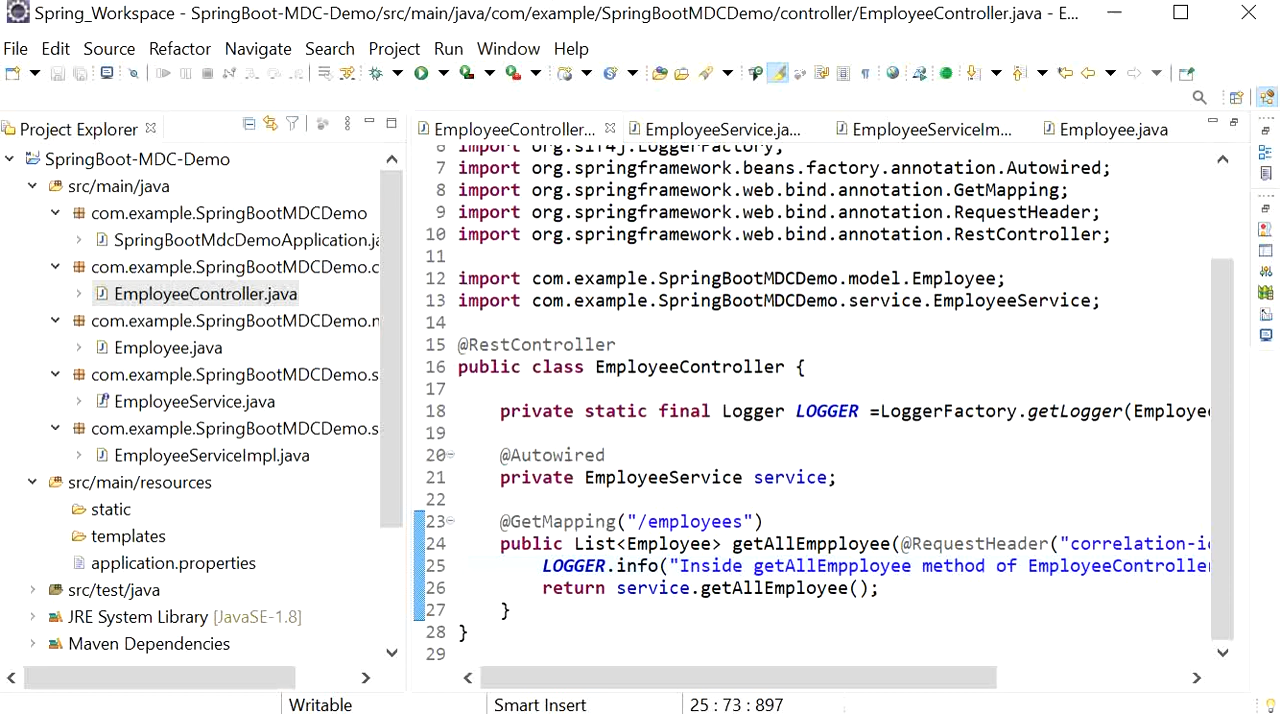 Spring_Workspace - SpringBoot-MDC-Demo/src/main/java/com/example/SpringBootMDCDemo/controller/EmployeeController.java - E...
File Edit Source Refactor Navigate Search Project Run Window Help
Project Explorer
SpringBoot-MDC-Demo
src/main/java
com.example.SpringBootMDCDemo
SpringBootMdcDemoApplication.ja
com.example.SpringBootMDCDemo.c
EmployeeController.java
com.example.SpringBootMDCDemo.m
Employee.java
com.example.SpringBootMDCDemo.s
EmployeeService.java
com.example.SpringBootMDCDemo.s
EmployeeServiceImpl.java
src/main/resources
static
templates
application.properties
src/test/java
JRE System Library [JavaSE-1.8]
Maven Dependencies
EmployeeController... EmployeeService.ja... EmployeeServiceIm... Employee.java
6 import org.slf4j.LoggerFactory;
7 import org.springframework.beans.factory.annotation.Autowired;
8 import org.springframework.web.bind.annotation.GetMapping;
9 import org.springframework.web.bind.annotation.RequestHeader;
10 import org.springframework.web.bind.annotation.RestController;
11
12 import com.example.SpringBootMDCDemo.model.Employee;
13 import com.example.SpringBootMDCDemo.service.EmployeeService;
14
15 @RestController
16 public class EmployeeController {
17
18 private static final Logger LOGGER =LoggerFactory.getLogger(Employee
19
20 @Autowired
21 private EmployeeService service;
22
23 @GetMapping("/employees")
24 public List<Employee> getAllEmpployee(@RequestHeader("correlation-id
25 LOGGER.info("Inside getAllEmpployee method of EmployeeController
26 return service.getAllEmployee();
27 }
28 }
29
Writable Smart Insert 25 : 73 : 897